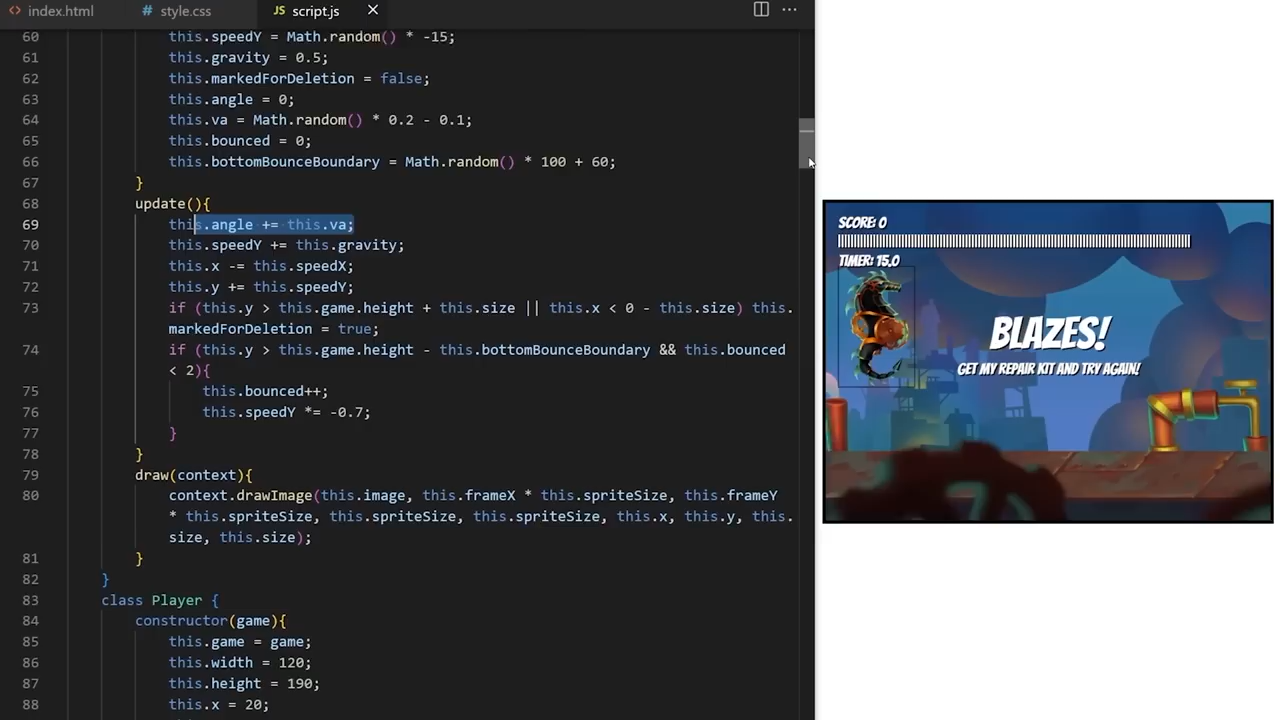 index.html
style.css
script.js
60 this.speedY = Math.random() * -15;
61 this.gravity = 0.5;
62 this.markedForDeletion = false;
63 this.angle = 0;
64 this.va = Math.random() * 0.2 - 0.1;
65 this.bounced = 0;
66 this.bottomBounceBoundary = Math.random() * 100 + 60;
67 }
68 update(){
69 this.angle += this.va;
70 this.speedY += this.gravity;
71 this.x -= this.speedX;
72 this.y += this.speedY;
73 if (this.y > this.game.height + this.size || this.x < 0 - this.size) this.
markedForDeletion = true;
74 if (this.y > this.game.height - this.bottomBounceBoundary && this.bounced
< 2){
75 this.bounced++;
76 this.speedY *= -0.7;
77 }
78 }
79 draw(context){
80 context.drawImage(this.image, this.frameX * this.spriteSize, this.frameY
* this.spriteSize, this.spriteSize, this.spriteSize, this.x, this.y, this.
size, this.size);
81 }
82 }
83 class Player {
84 constructor(game){
85 this.game = game;
86 this.width = 120;
87 this.height = 190;
88 this.x = 20;
SCORE: 0
TIMER: 15.0
BLAZES!
GET MY REPAIR KIT AND TRY AGAIN!